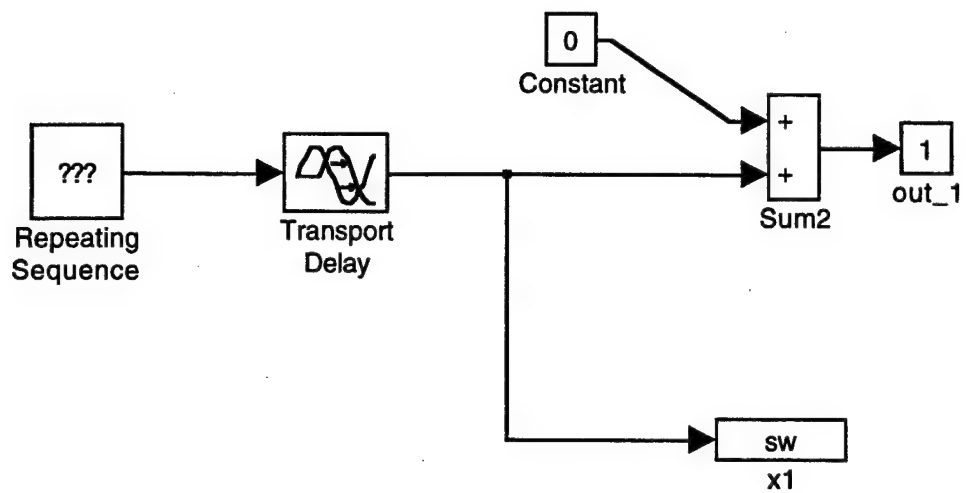 0
Constant
???
+
+
1
out_1
Sum2
Repeating
Sequence
Transport
Delay
sw
x1